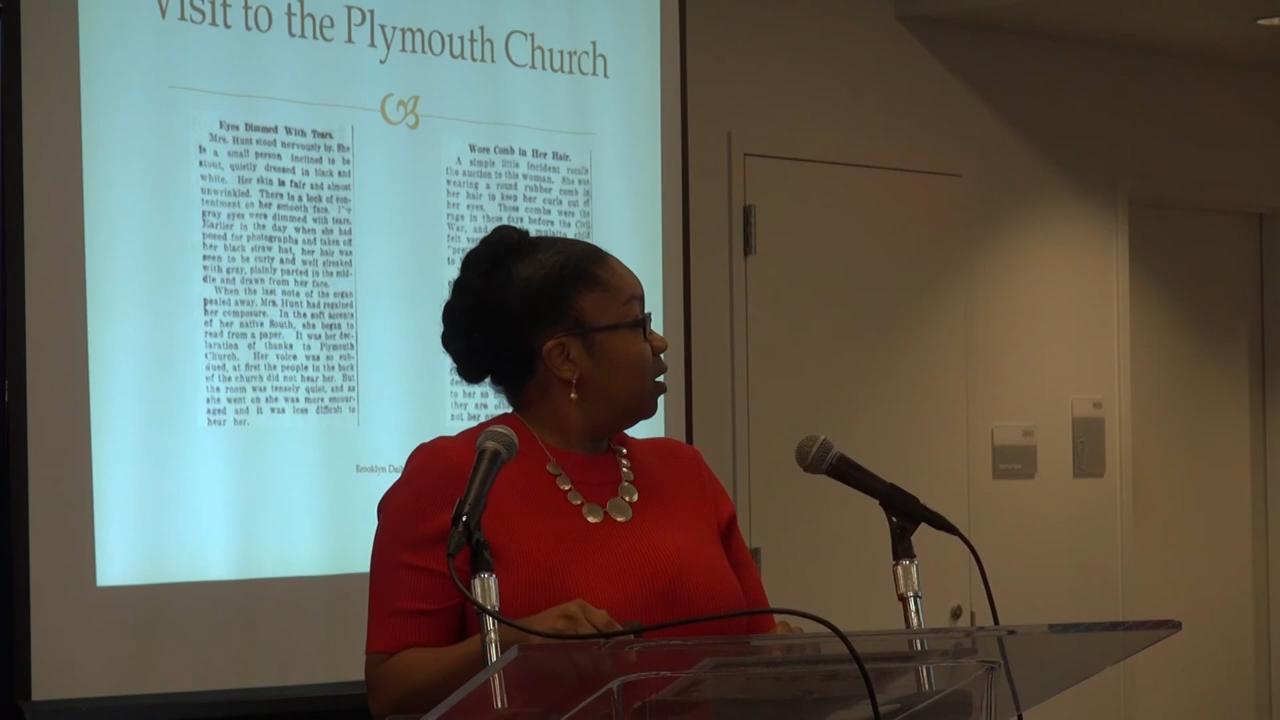 Visit to the Plymouth Church
Eyes Dimmed With Tears.
Mrs. Hunt stood nervously by. She
is a small person inclined to be
stout, quietly dressed in black and
white. Her skin is fair and almost
unwrinkled. There is a look of con-
tentment on her smooth face.
gray eyes were dimmed with tears.
Earlier in the day when she had
posed for photographs and taken off
her black straw hat, her hair was
seen to be curly and well streaked
with gray, plainly parted in the mid-
dle and drawn from her face.
When the last note of the organ
pealed away, Mrs. Hunt had regained
her composure. In the soft accents
of her native South, she began to
read from a paper. It was her dec-
laration of thanks to Plymouth
Church. Her voice was so sub-
dued, at first the people in the back
of the church did not hear her. But
the room was tensely quiet, and as
she went on she was more encour-
aged and it was less difficult to
hear her.
Wore Comb in Her Hair.
A simple little incident recalls
the auction to this woman. She was
wearing a round rubber comb in
her hair to keep her curls out of
her eyes. Those combs were the
rage in those days before the Civil
War, and mulatto child
felt
to
to her so
they are
not her
Brooklyn